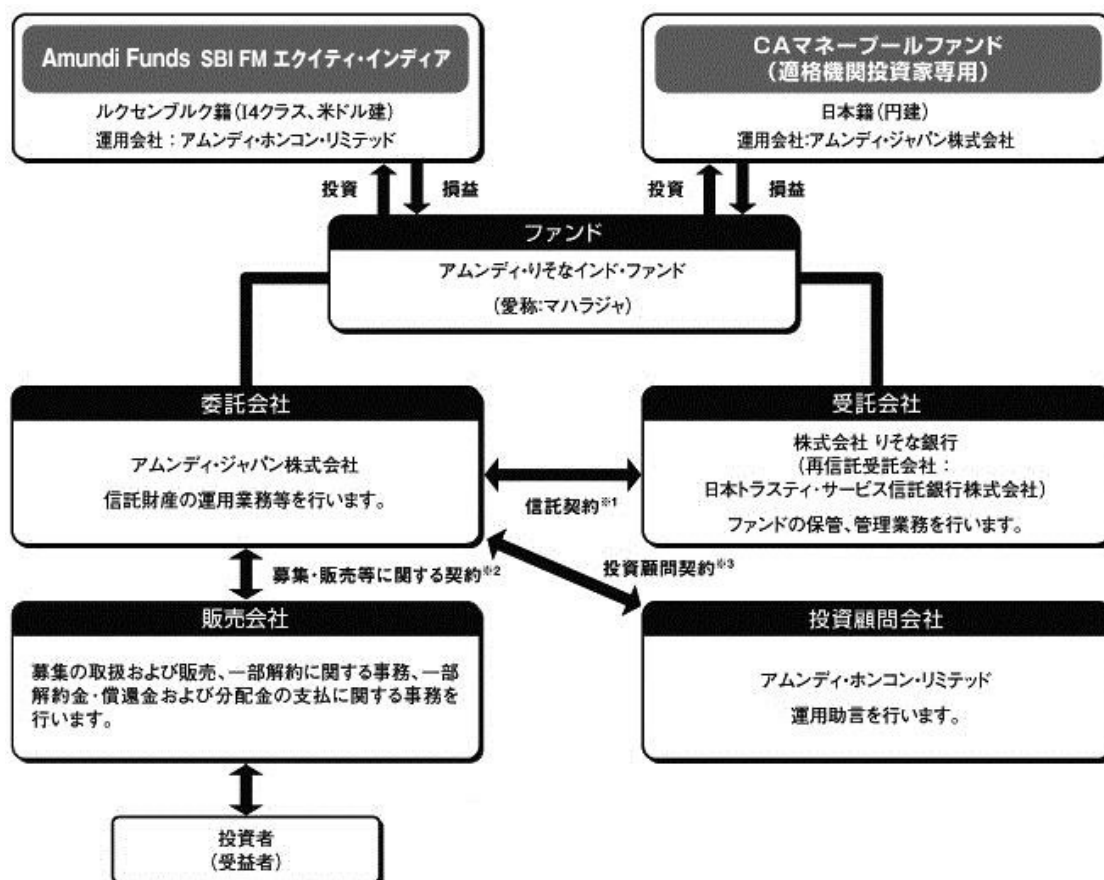 Amundi Funds SBI FM エクイティ・インディア
ルクセンブルク籍(I4クラス、米ドル建)
運用会社:アムンディ・ホンコン・リミテッド
CAマネープールファンド
(適格機関投資家専用)
日本籍(円建)
運用会社:アムンディ・ジャパン株式会社
投資
損益
投資
損益
ファンド
アムンディ・りそなインド・ファンド
(愛称:マハラジャ)
委託会社
アムンディ・ジャパン株式会社
信託財産の運用業務等を行います。
信託契約※1
受託会社
株式会社 りそな銀行
(再信託受託会社:
日本トラスティ・サービス信託銀行株式会社)
ファンドの保管、管理業務を行います。
募集・販売等に関する契約※2
投資顧問契約※3
販売会社
募集の取扱および販売、一部解約に関する事務、一部
解約金・償還金および分配金の支払に関する事務を
行います。
投資顧問会社
アムンディ・ホンコン・リミテッド
運用助言を行います。
投資者
(受益者)